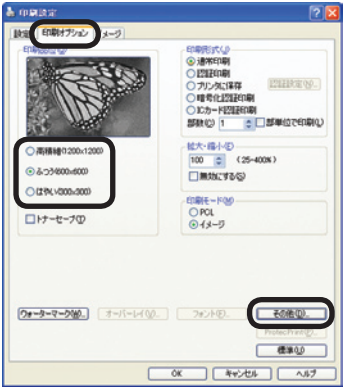 印刷設定
設定 印刷オプション メージ
印刷品位(Q)
高精細(1200x1200)
ふつう(600x600)
はやい(300x300)
トナーセーブ(T)
印刷形式(J)
通常印刷
認証印刷
プリンタに保存
認証設定(N)...
暗号化認証印刷
ICカード認証印刷
部数(C) 1 部単位で印刷(L)
拡大・縮小(E)
100 (25-400%)
無効にする(S)
印刷モード(M)
PCL
イメージ
ウォーターマーク(W)... オーバーレイ(V)... フォント(F)... その他(D)...
ProtecPrint(P)...
標準(U)
OK キャンセル ヘルプ